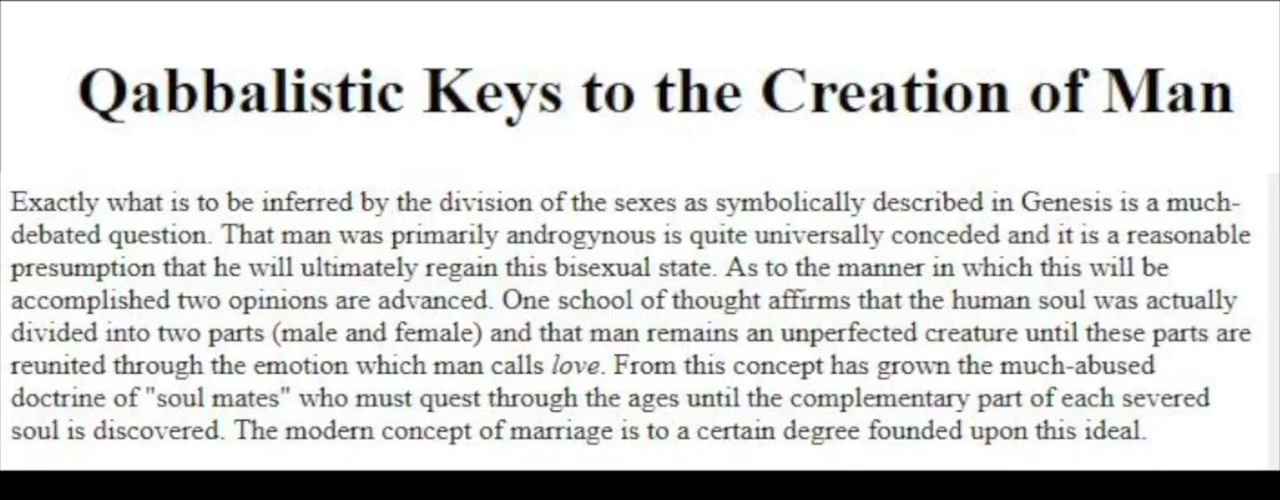 Qabbalistic Keys to the Creation of Man
Exactly what is to be inferred by the division of the sexes as symbolically described in Genesis is a much-
debated question. That man was primarily androgynous is quite universally conceded and it is a reasonable
presumption that he will ultimately regain this bisexual state. As to the manner in which this will be
accomplished two opinions are advanced. One school of thought affirms that the human soul was actually
divided into two parts (male and female) and that man remains an unperfected creature until these parts are
reunited through the emotion which man calls love. From this concept has grown the much-abused
doctrine of "soul mates" who must quest through the ages until the complementary part of each severed
soul is discovered. The modern concept of marriage is to a certain degree founded upon this ideal.